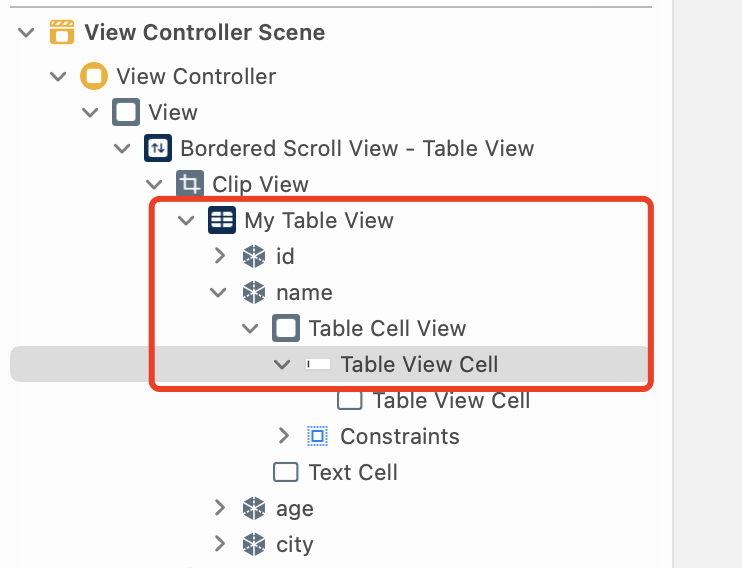 View Controller Scene
View Controller
View
Bordered Scroll View - Table View
Clip View
My Table View
id
name
Table Cell View
Table View Cell
Table View Cell
Constraints
Text Cell
age
city